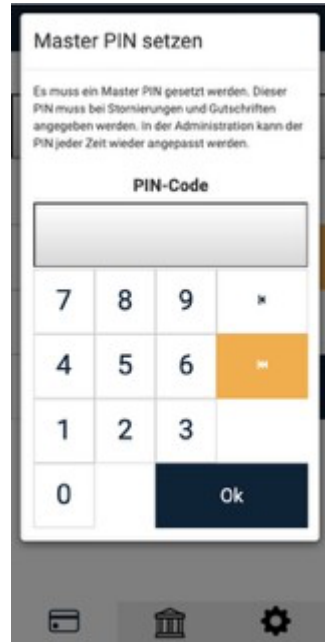 Master PIN setzen
Es muss ein Master PIN gesetzt werden. Dieser
PIN muss bei Stornierungen und Gutschriften
angegeben werden. In der Administration kann der
PIN jeder Zeit wieder angepasst werden.
PIN-Code
7 8 9
4 5 6
1 2 3
0 Ok